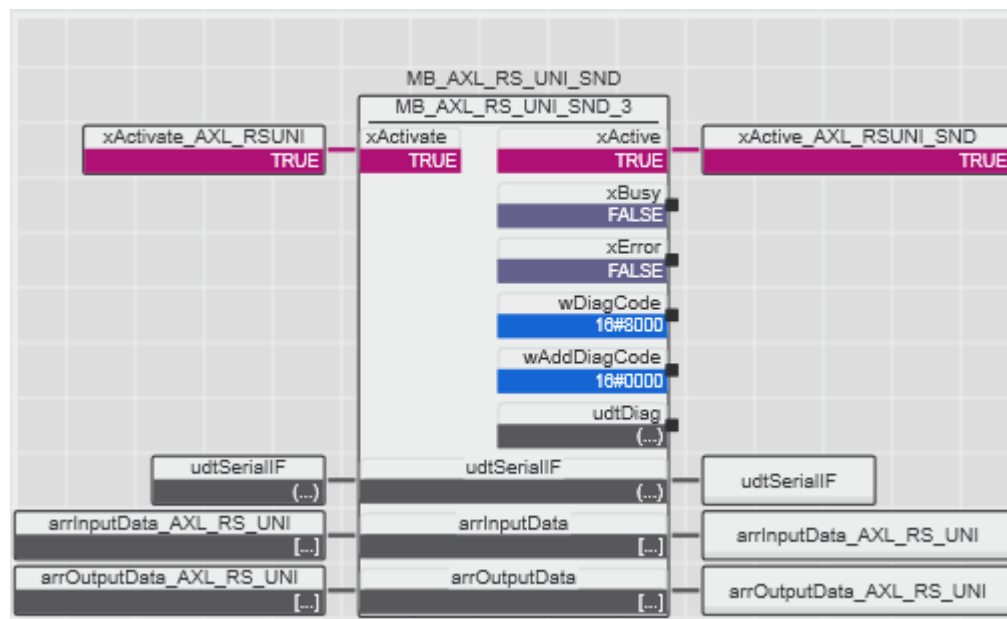 MB_AXL_RS_UNI_SND
MB_AXL_RS_UNI_SND_3
xActivate_AXL_RSUNI
TRUE
xActivate
TRUE
xActive
TRUE
xActive_AXL_RSUNI_SND
TRUE
xBusy
FALSE
xError
FALSE
wDiagCode
16#8000
wAddDiagCode
16#0000
udtDiag
(...)
udtSerialIF
(...)
udtSerialIF
(...)
udtSerialIF
arrInputData_AXL_RS_UNI
[...]
arrInputData
[...]
arrInputData_AXL_RS_UNI
arrOutputData_AXL_RS_UNI
[...]
arrOutputData
[...]
arrOutputData_AXL_RS_UNI